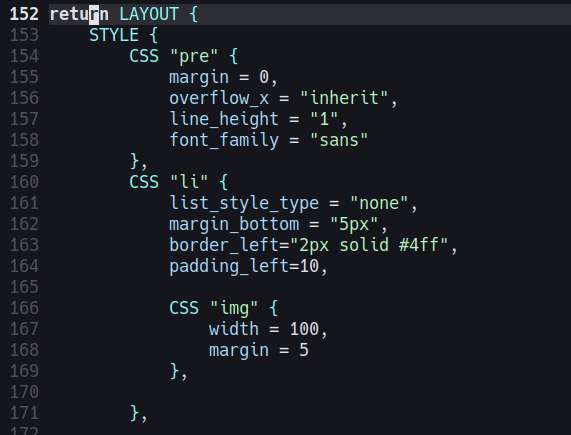 152 return LAYOUT {
153     STYLE {
154         CSS "pre" {
155             margin = 0,
156             overflow_x = "inherit",
157             line_height = "1",
158             font_family = "sans"
159         },
160         CSS "li" {
161             list_style_type = "none",
162             margin_bottom = "5px",
163             border_left="2px solid #4ff",
164             padding_left=10,
165
166             CSS "img" {
167                 width = 100,
168                 margin = 5
169             },
170
171         },
172